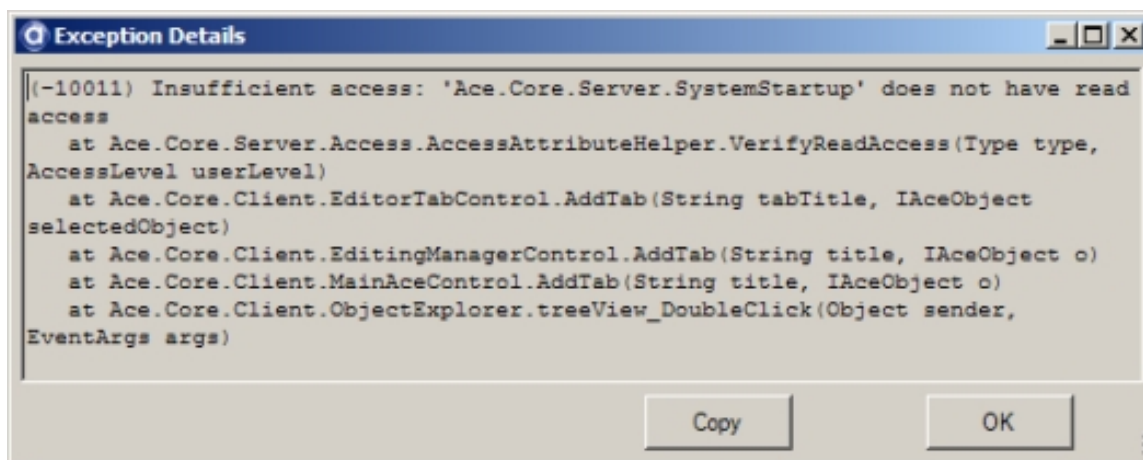 Exception Details
(-10011) Insufficient access: 'Ace.Core.Server.SystemStartup' does not have read
access
   at Ace.Core.Server.Access.AccessAttributeHelper.VerifyReadAccess(Type type,
AccessLevel userLevel)
   at Ace.Core.Client.EditorTabControl.AddTab(String tabTitle, IAceObject
selectedObject)
   at Ace.Core.Client.EditingManagerControl.AddTab(String title, IAceObject o)
   at Ace.Core.Client.MainAceControl.AddTab(String title, IAceObject o)
   at Ace.Core.Client.ObjectExplorer.treeView_DoubleClick(Object sender,
EventArgs args)
Copy OK